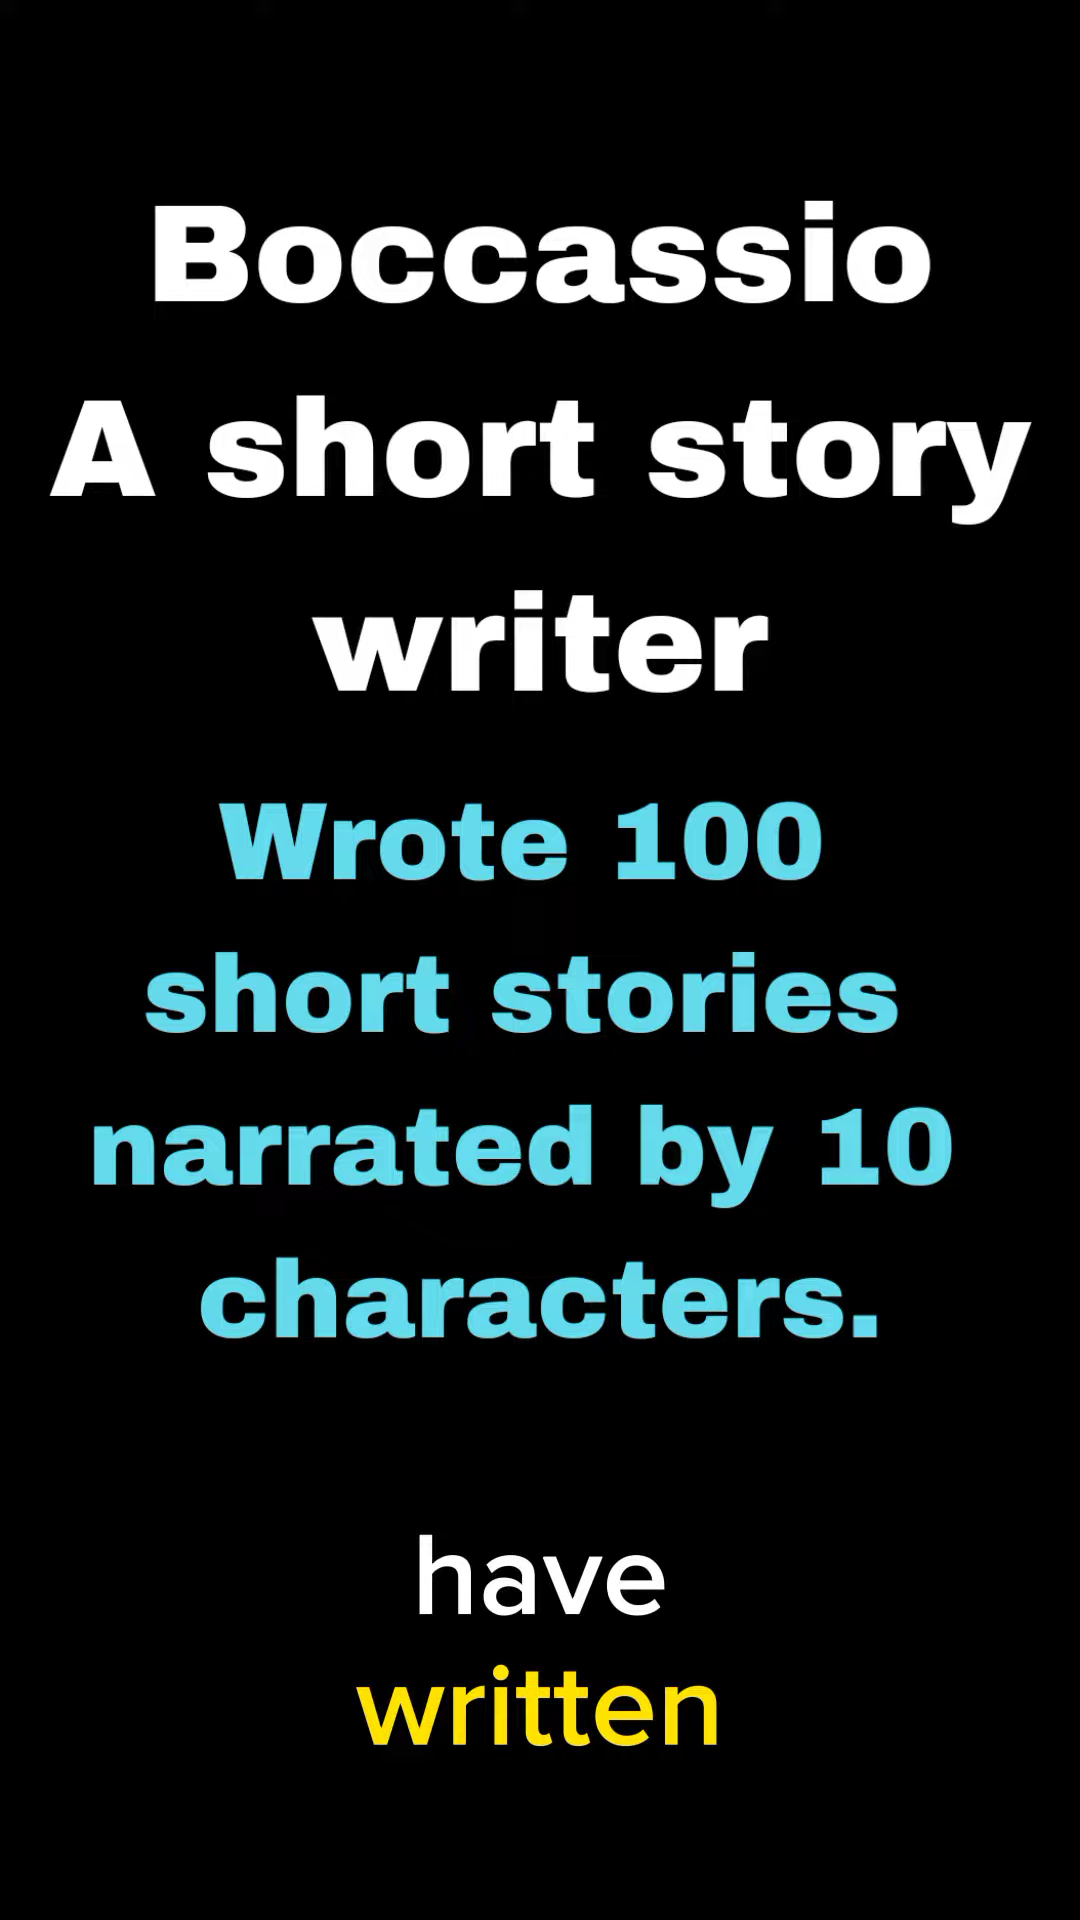 Boccassio
A short story
writer
Wrote 100
short stories
narrated by 10
characters.
have
written